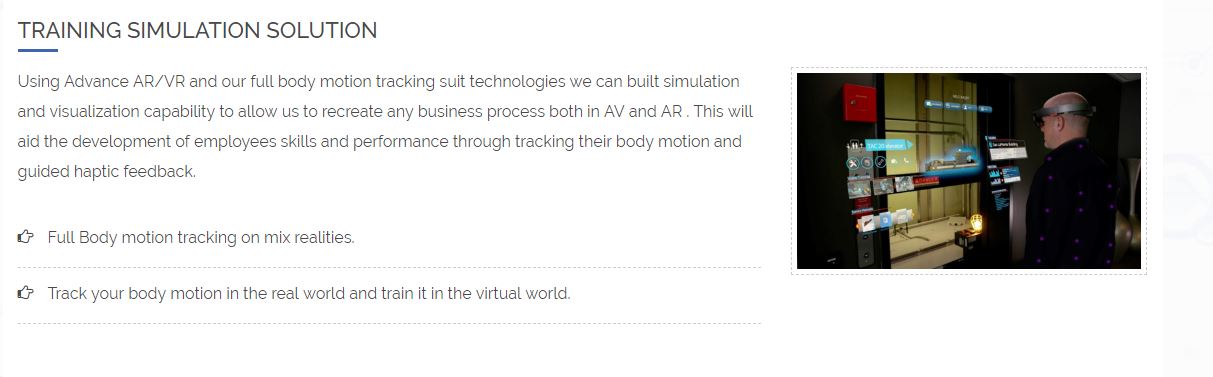 TRAINING SIMULATION SOLUTION
Using Advance AR/VR and our full body motion tracking suit technologies we can built simulation
and visualization capability to allow us to recreate any business process both in AV and AR . This will
aid the development of employees skills and performance through tracking their body motion and
guided haptic feedback.
Full Body motion tracking on mix realities.
Track your body motion in the real world and train it in the virtual world.
TAC 20 elevator